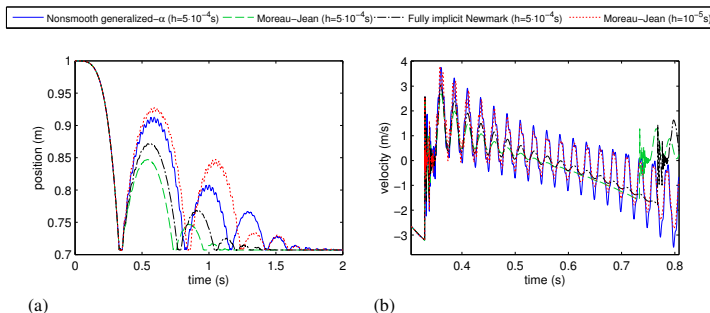 Nonsmooth generalized-α (h=5·10⁻⁴s) Moreau-Jean (h=5·10⁻⁴s) Fully implicit Newmark (h=5·10⁻⁴s) Moreau-Jean (h=10⁻⁵s)
1
0.95
0.9
0.85
0.8
0.75
0.7
position (m)
0 0.5 1 1.5 2
time (s)
(a)
4
3
2
1
0
−1
−2
−3
velocity (m/s)
0.4 0.5 0.6 0.7 0.8
time (s)
(b)